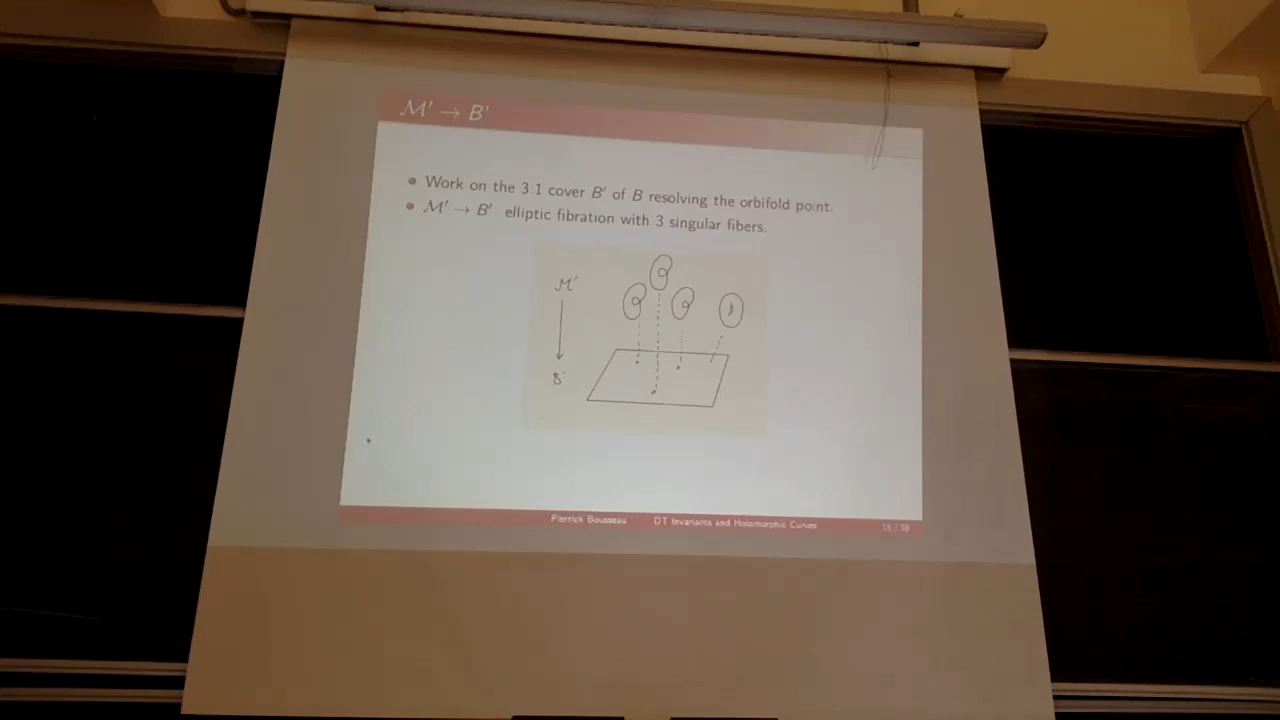 M' → B'
Work on the 3:1 cover B' of B resolving the orbifold point.
M' → B' elliptic fibration with 3 singular fibers.
M'
B'
Pierrick Bousseau DT Invariants and Holomorphic Curves